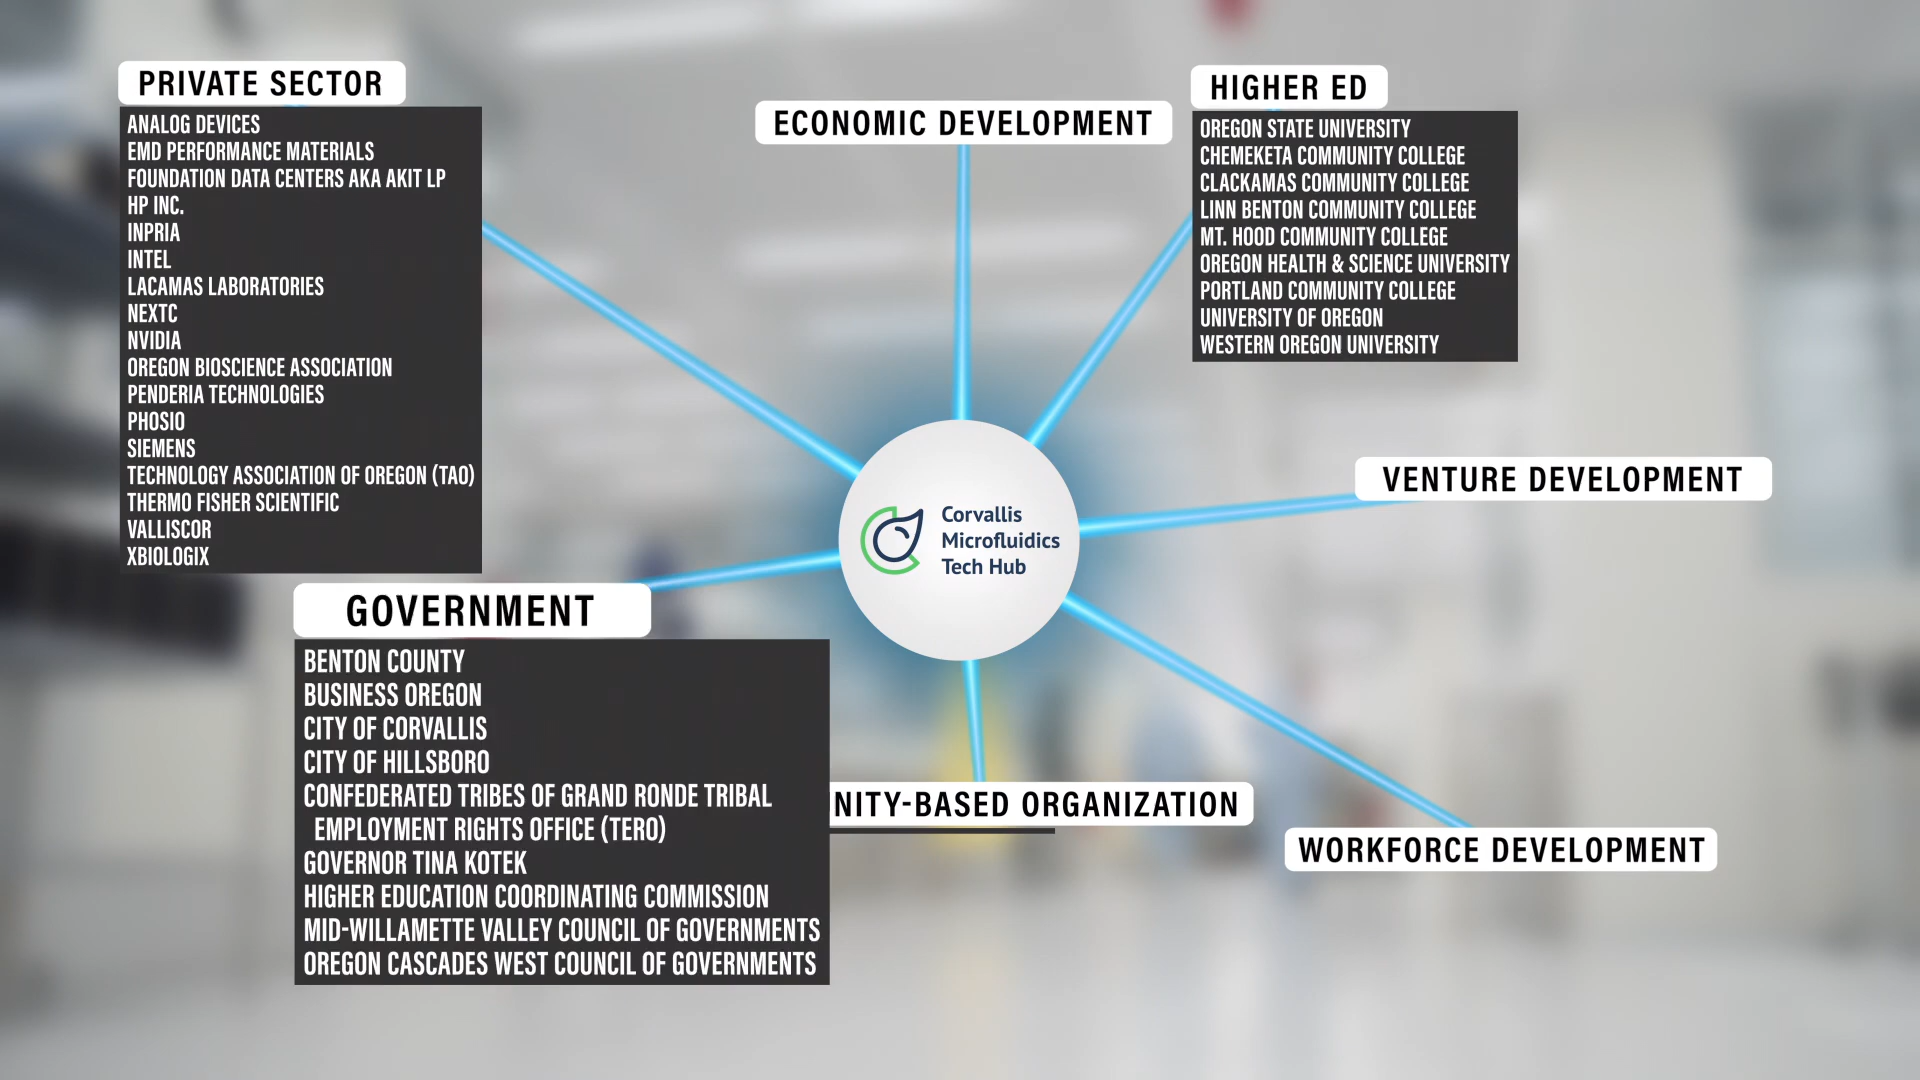 PRIVATE SECTOR
ANALOG DEVICES
EMD PERFORMANCE MATERIALS
FOUNDATION DATA CENTERS AKA AKIT LP
HP INC.
INPRIA
INTEL
LACAMAS LABORATORIES
NEXTC
NVIDIA
OREGON BIOSCIENCE ASSOCIATION
PENDERIA TECHNOLOGIES
PHOSIO
SIEMENS
TECHNOLOGY ASSOCIATION OF OREGON (TAO)
THERMO FISHER SCIENTIFIC
VALLISCOR
XBIOLOGIX
ECONOMIC DEVELOPMENT
HIGHER ED
OREGON STATE UNIVERSITY
CHEMEKETA COMMUNITY COLLEGE
CLACKAMAS COMMUNITY COLLEGE
LINN BENTON COMMUNITY COLLEGE
MT. HOOD COMMUNITY COLLEGE
OREGON HEALTH & SCIENCE UNIVERSITY
PORTLAND COMMUNITY COLLEGE
UNIVERSITY OF OREGON
WESTERN OREGON UNIVERSITY
VENTURE DEVELOPMENT
Corvallis
Microfluidics
Tech Hub
GOVERNMENT
BENTON COUNTY
BUSINESS OREGON
CITY OF CORVALLIS
CITY OF HILLSBORO
CONFEDERATED TRIBES OF GRAND RONDE TRIBAL
EMPLOYMENT RIGHTS OFFICE (TERO)
GOVERNOR TINA KOTEK
HIGHER EDUCATION COORDINATING COMMISSION
MID-WILLAMETTE VALLEY COUNCIL OF GOVERNMENTS
OREGON CASCADES WEST COUNCIL OF GOVERNMENTS
NITY-BASED ORGANIZATION
WORKFORCE DEVELOPMENT